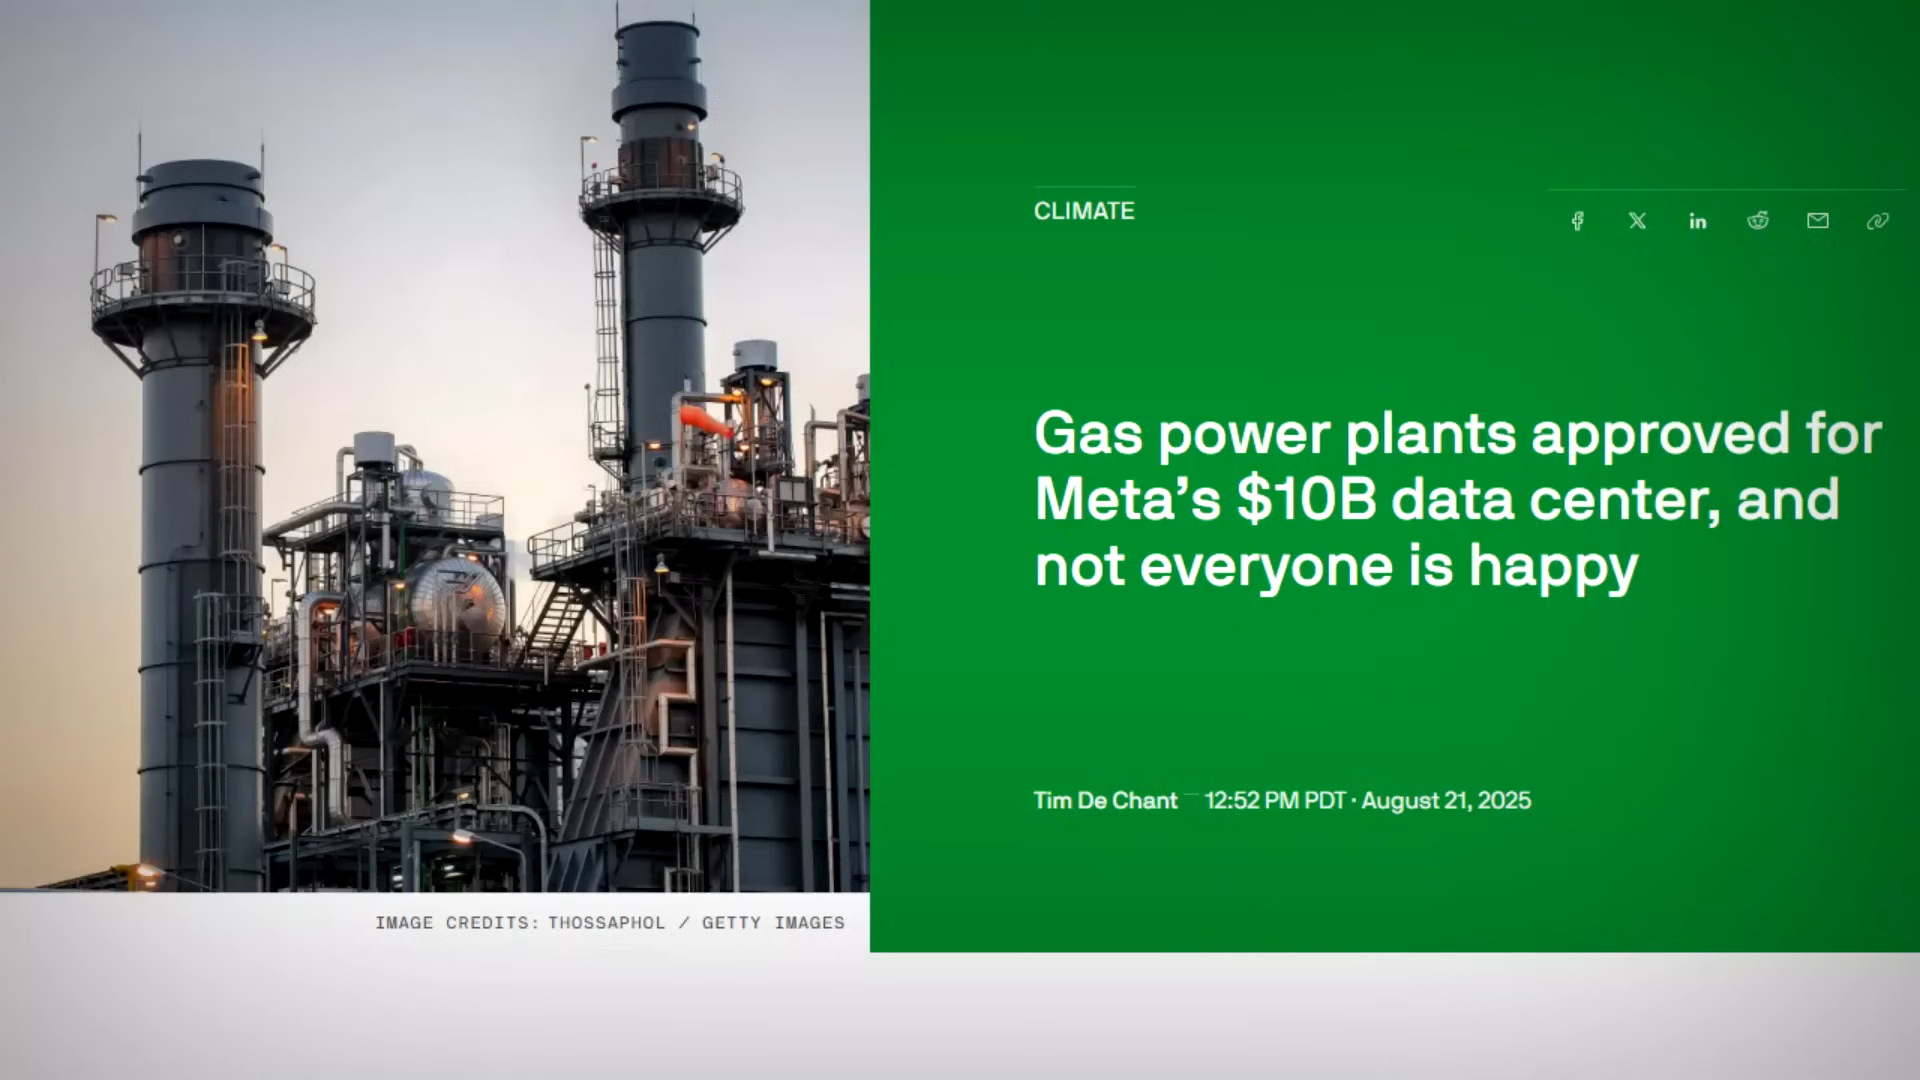 CLIMATE
Gas power plants approved for
Meta’s $10B data center, and
not everyone is happy
Tim De Chant — 12:52 PM PDT · August 21, 2025
IMAGE CREDITS: THOSSAPHOL / GETTY IMAGES